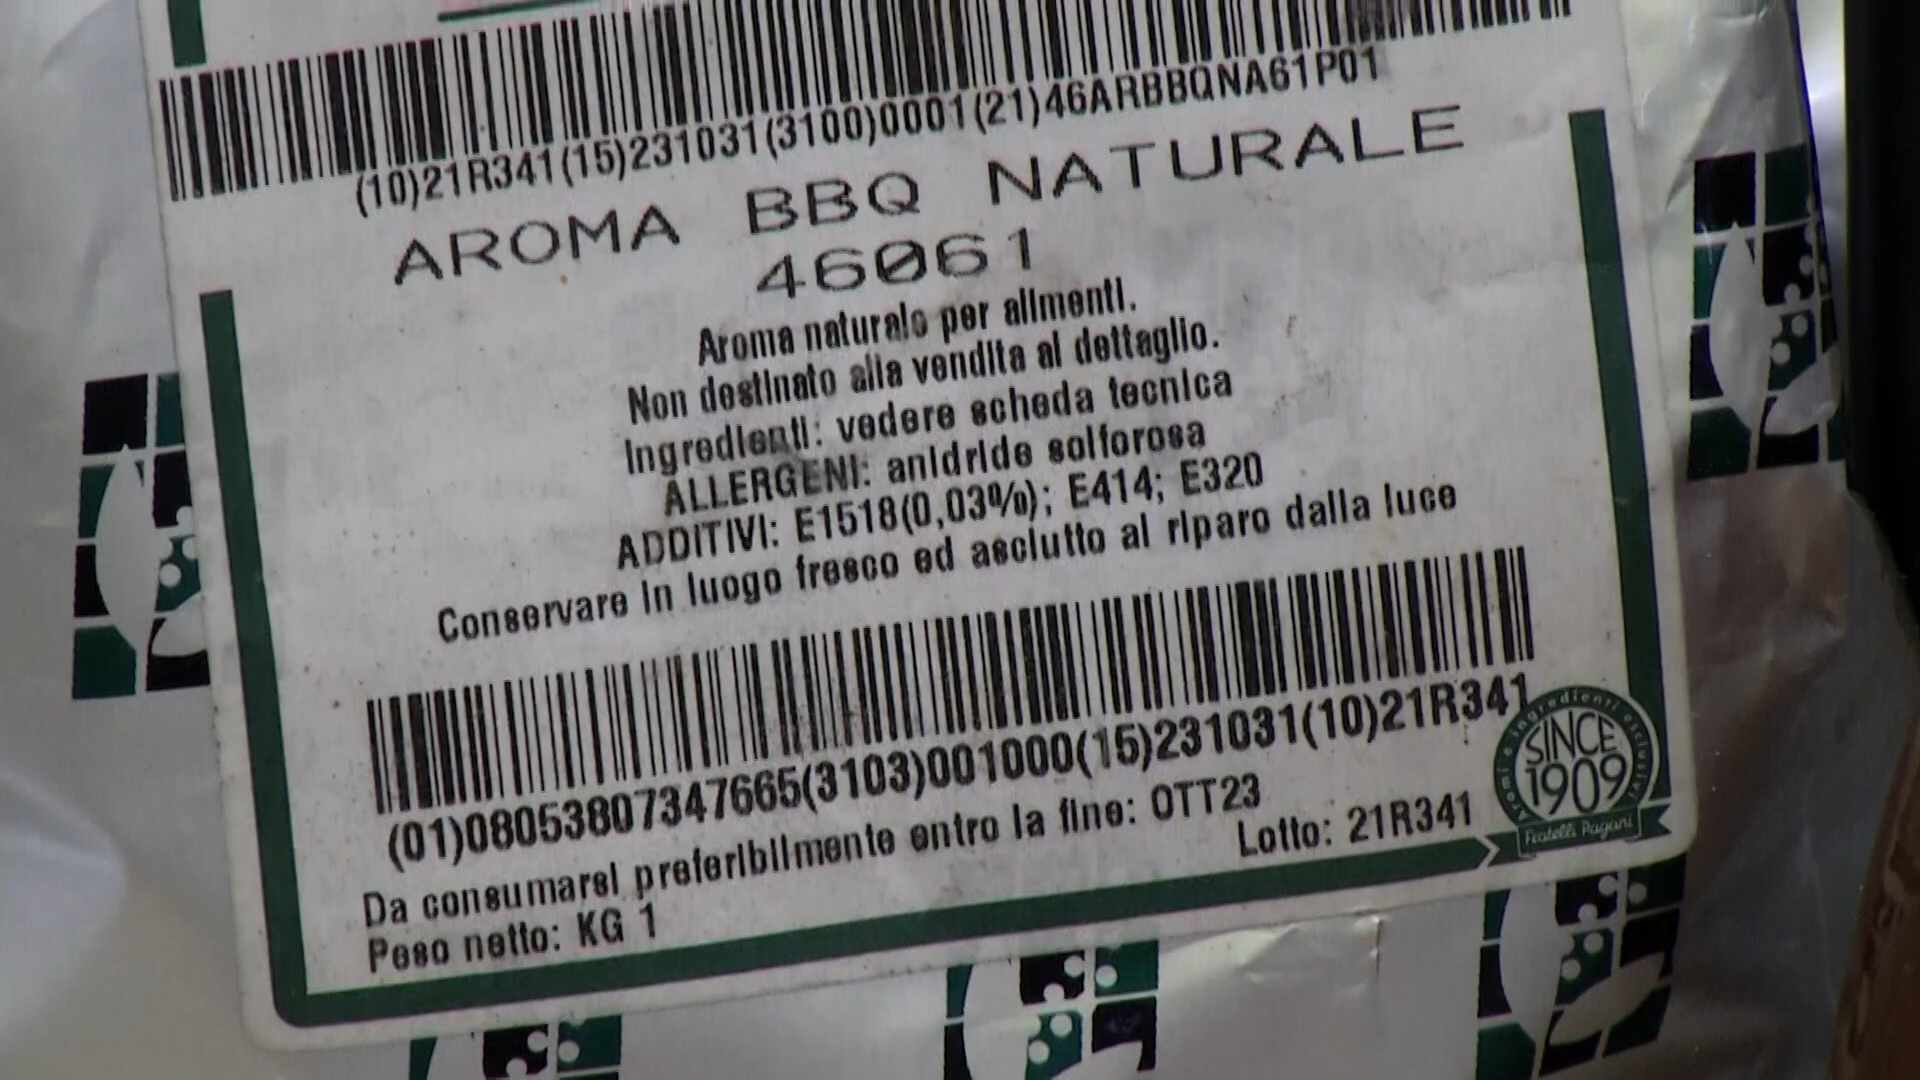 (10)21R341(15)231031(3100)0001(21)46ARBBQNA61P01
AROMA BBQ NATURALE
46061
Aroma naturale per alimenti.
Non destinato alla vendita al dettaglio.
Ingredienti: vedere scheda tecnica
ALLERGENI: anidride solforosa
ADDITIVI: E1518(0,03%); E414; E320
Conservare in luogo fresco ed asciutto al riparo dalla luce
(01)08053807347665(3103)001000(15)231031(10)21R341
Da consumarsi preferibilmente entro la fine: OTT23
Peso netto: KG 1
Lotto: 21R341
Aromi e ingredienti esclusivi
SINCE
1909
Fratelli Pagani